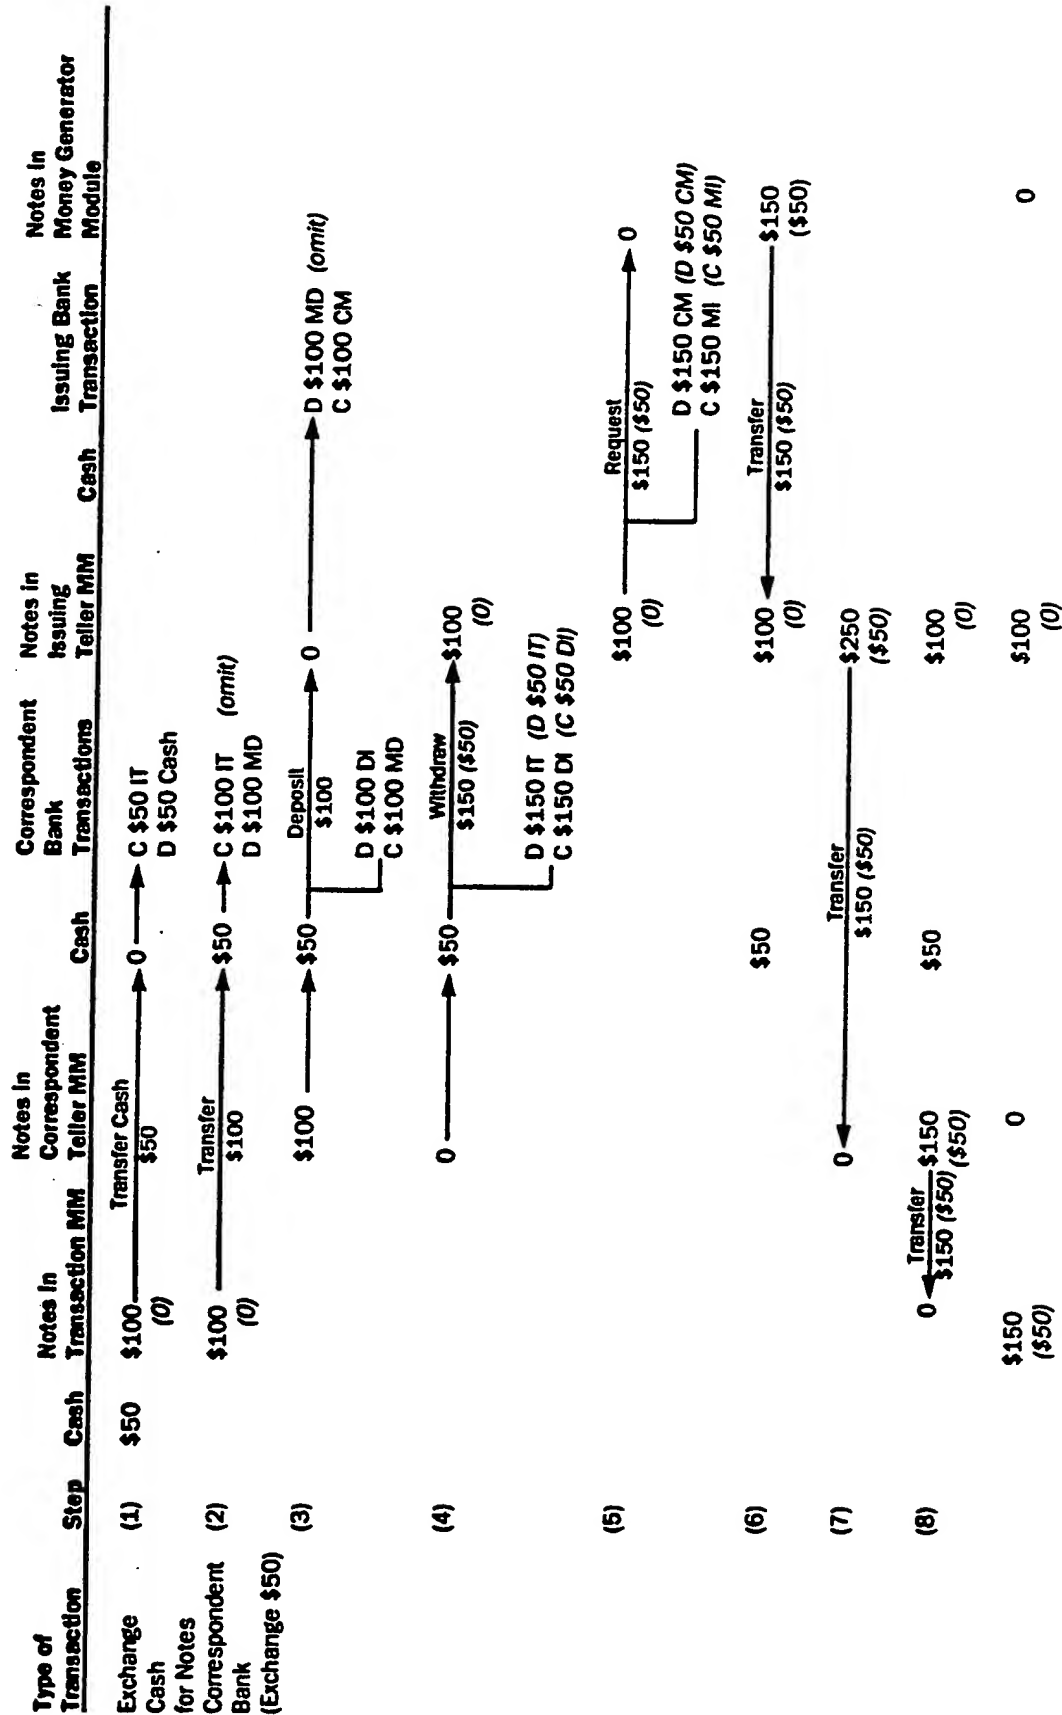 Type of
Transaction
Step
Cash
Notes in
Transaction MM
Notes in
Correspondent
Teller MM
Cash
Correspondent
Bank
Transactions
Notes in
Issuing
Teller MM
Cash
Issuing Bank
Transaction
Notes in
Money Generator
Module
Exchange
Cash
for Notes
Correspondent
Bank
(Exchange $50)
(1)
$50
$100
(0)
Transfer Cash
$50
0
C $50 IT
D $50 Cash
(2)
$100
(0)
Transfer
$100
$50
C $100 IT (omit)
D $100 MD
(3)
$100
$50
Deposit
$100
D $100 DI
C $100 MD
0
D $100 MD (omit)
C $100 CM
(4)
0
$50
Withdraw
$150 ($50)
D $150 IT (D $50 IT)
C $150 DI (C $50 DI)
$100
(0)
(5)
$100
(0)
Request
$150 ($50)
D $150 CM (D $50 CM)
C $150 MI (C $50 MI)
0
(6)
$50
$100
(0)
Transfer
$150 ($50)
$150
($50)
(7)
0
Transfer
$150 ($50)
$250
($50)
(8)
0
Transfer
$150 ($50)
$150
($50)
$50
$100
(0)
$150
($50)
0
$100
(0)
0